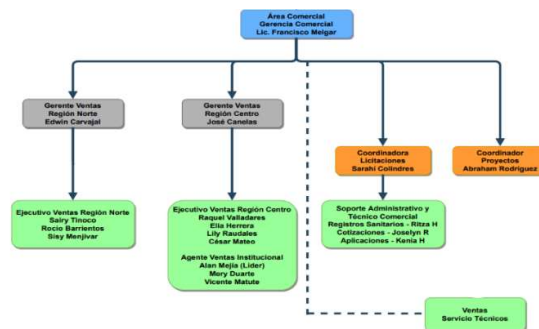 Área Comercial
Gerencia Comercial
Lic. Francisco Melgar
Gerente Ventas
Región Norte
Edwin Carvajal
Gerente Ventas
Región Centro
José Canelas
Coordinadora
Licitaciones
Sarahí Colindres
Coordinador
Proyectos
Abraham Rodríguez
Ejecutivo Ventas Región Norte
Sairy Tinoco
Rocío Barrientos
Sisy Menjivar
Ejecutivo Ventas Región Centro
Raquel Valladares
Elia Herrera
Lily Raudales
César Mateo
Agente Ventas Institucional
Alan Mejía (Lider)
Mery Duarte
Vicente Matute
Soporte Administrativo y
Técnico Comercial
Registros Sanitarios - Ritza H
Cotizaciones - Joselyn R
Aplicaciones - Kenia H
Ventas
Servicio Técnicos